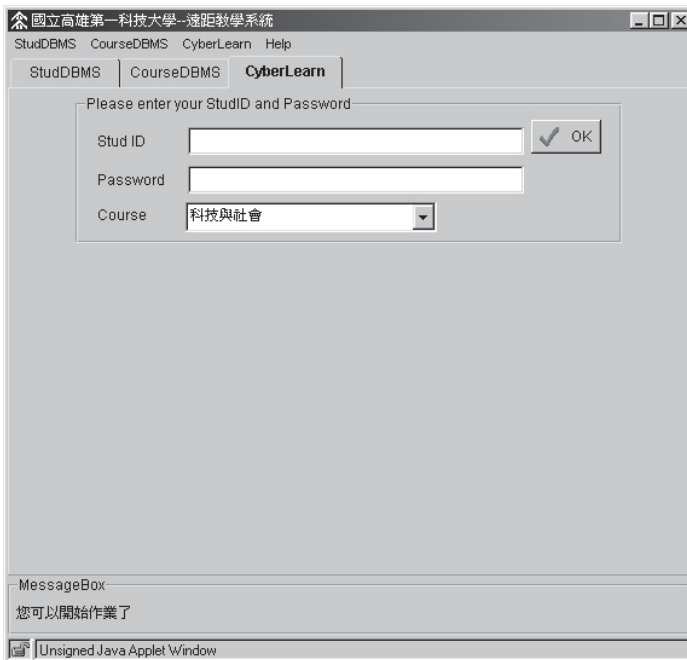 國立高雄第一科技大學--遠距教學系統
StudDBMS CourseDBMS CyberLearn Help
StudDBMS CourseDBMS CyberLearn
Please enter your StudID and Password
Stud ID
OK
Password
Course 科技與社會
MessageBox
您可以開始作業了
Unsigned Java Applet Window